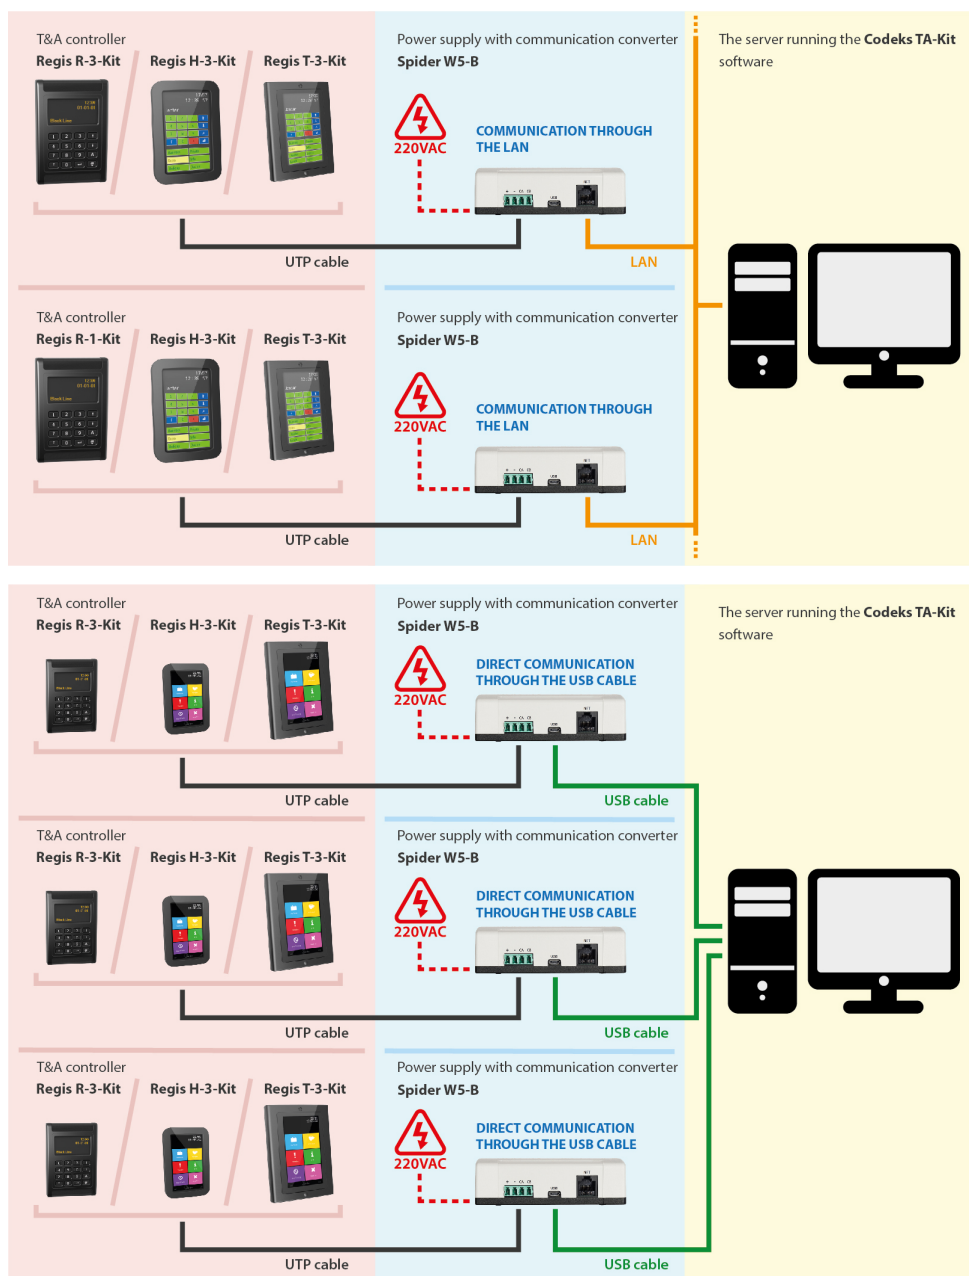 T&A controller
Regis R-3-Kit Regis H-3-Kit Regis T-3-Kit
Power supply with communication converter
Spider W5-B
220VAC
COMMUNICATION THROUGH
THE LAN
UTP cable
LAN
The server running the Codeks TA-Kit
software
T&A controller
Regis R-1-Kit Regis H-3-Kit Regis T-3-Kit
Power supply with communication converter
Spider W5-B
220VAC
COMMUNICATION THROUGH
THE LAN
UTP cable
LAN
T&A controller
Regis R-3-Kit Regis H-3-Kit Regis T-3-Kit
Power supply with communication converter
Spider W5-B
220VAC
DIRECT COMMUNICATION
THROUGH THE USB CABLE
UTP cable
USB cable
The server running the Codeks TA-Kit
software
T&A controller
Regis R-3-Kit Regis H-3-Kit Regis T-3-Kit
Power supply with communication converter
Spider W5-B
220VAC
DIRECT COMMUNICATION
THROUGH THE USB CABLE
UTP cable
USB cable
T&A controller
Regis R-3-Kit Regis H-3-Kit Regis T-3-Kit
Power supply with communication converter
Spider W5-B
220VAC
DIRECT COMMUNICATION
THROUGH THE USB CABLE
UTP cable
USB cable